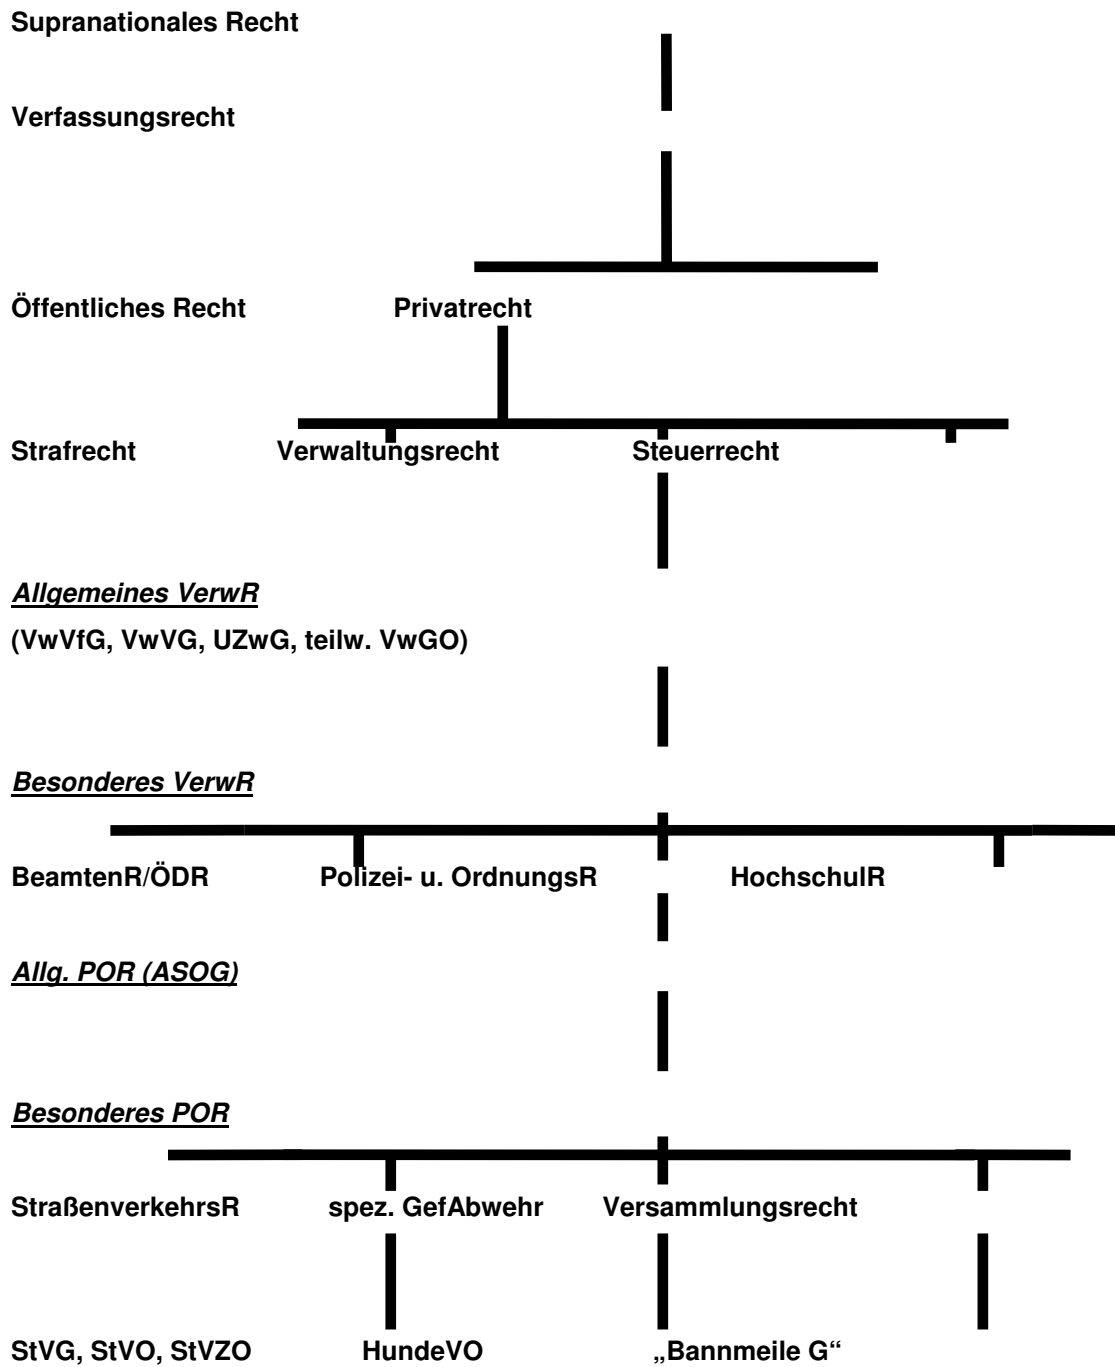 Supranationales Recht
Verfassungsrecht
Öffentliches Recht Privatrecht
Strafrecht Verwaltungsrecht Steuerrecht
Allgemeines VerwR
(VwVfG, VwVG, UZwG, teilw. VwGO)
Besonderes VerwR
BeamtenR/ÖDR Polizei- u. OrdnungsR HochschulR
Allg. POR (ASOG)
Besonderes POR
StraßenverkehrsR spez. GefAbwehr Versammlungsrecht
StVG, StVO, StVZO HundeVO „Bannmeile G“